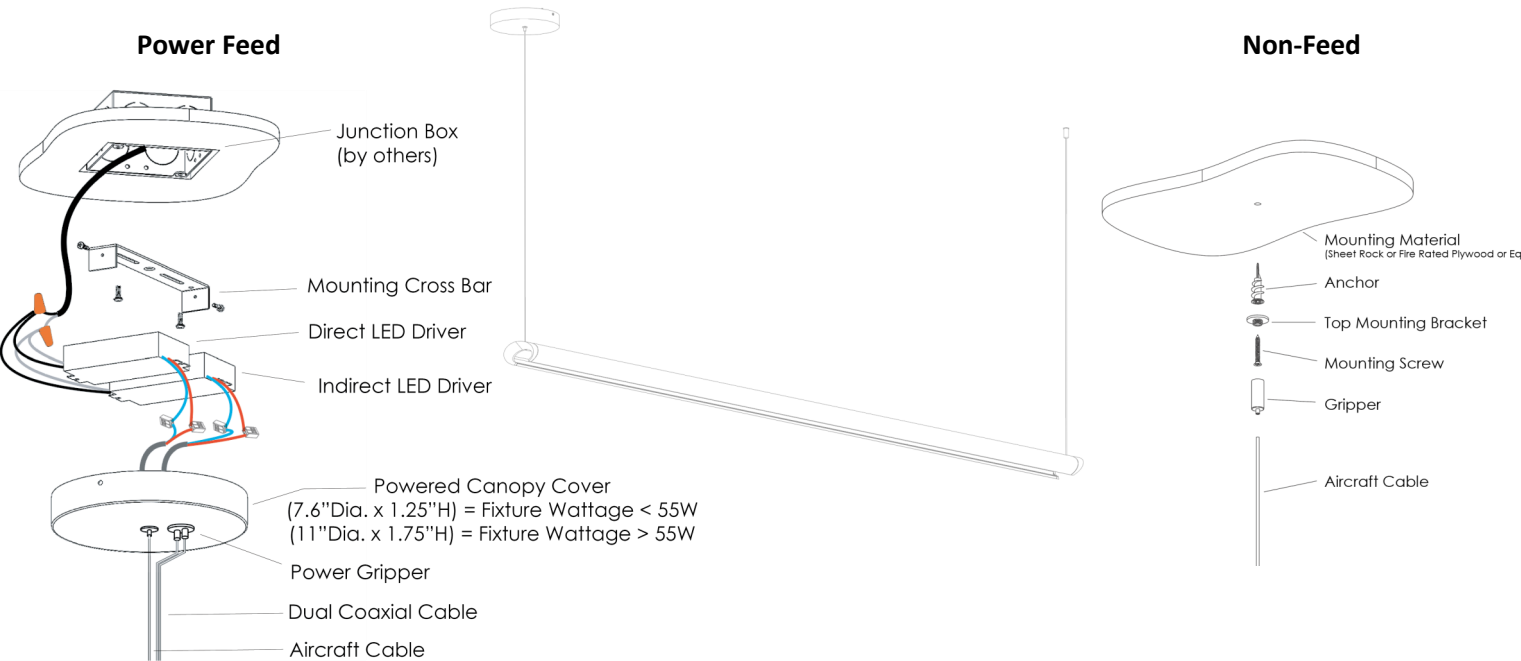 Power Feed
Junction Box
(by others)
Mounting Cross Bar
Direct LED Driver
Indirect LED Driver
Powered Canopy Cover
(7.6”Dia. x 1.25”H) = Fixture Wattage < 55W
(11”Dia. x 1.75”H) = Fixture Wattage > 55W
Power Gripper
Dual Coaxial Cable
Aircraft Cable
Non-Feed
Mounting Material
(Sheet Rock or Fire Rated Plywood or Eq
Anchor
Top Mounting Bracket
Mounting Screw
Gripper
Aircraft Cable